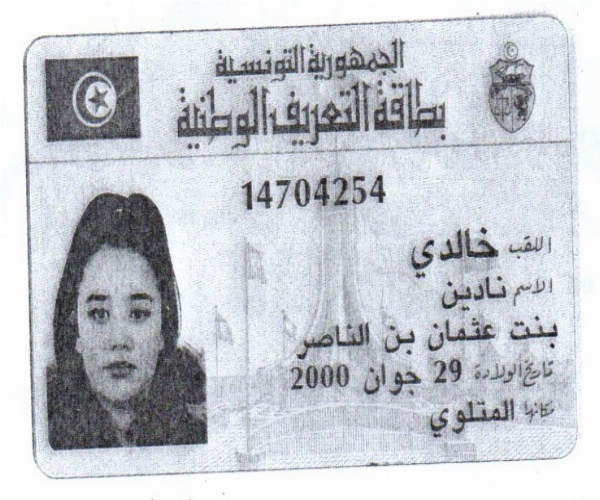 الجمهورية التونسية
بطاقة التعريف الوطنية
14704254
اللقب خالدي
الاسم نادين
بنت عثمان بن الناصر
تاريخ الولادة 29 جوان 2000
مكانها المتلوي